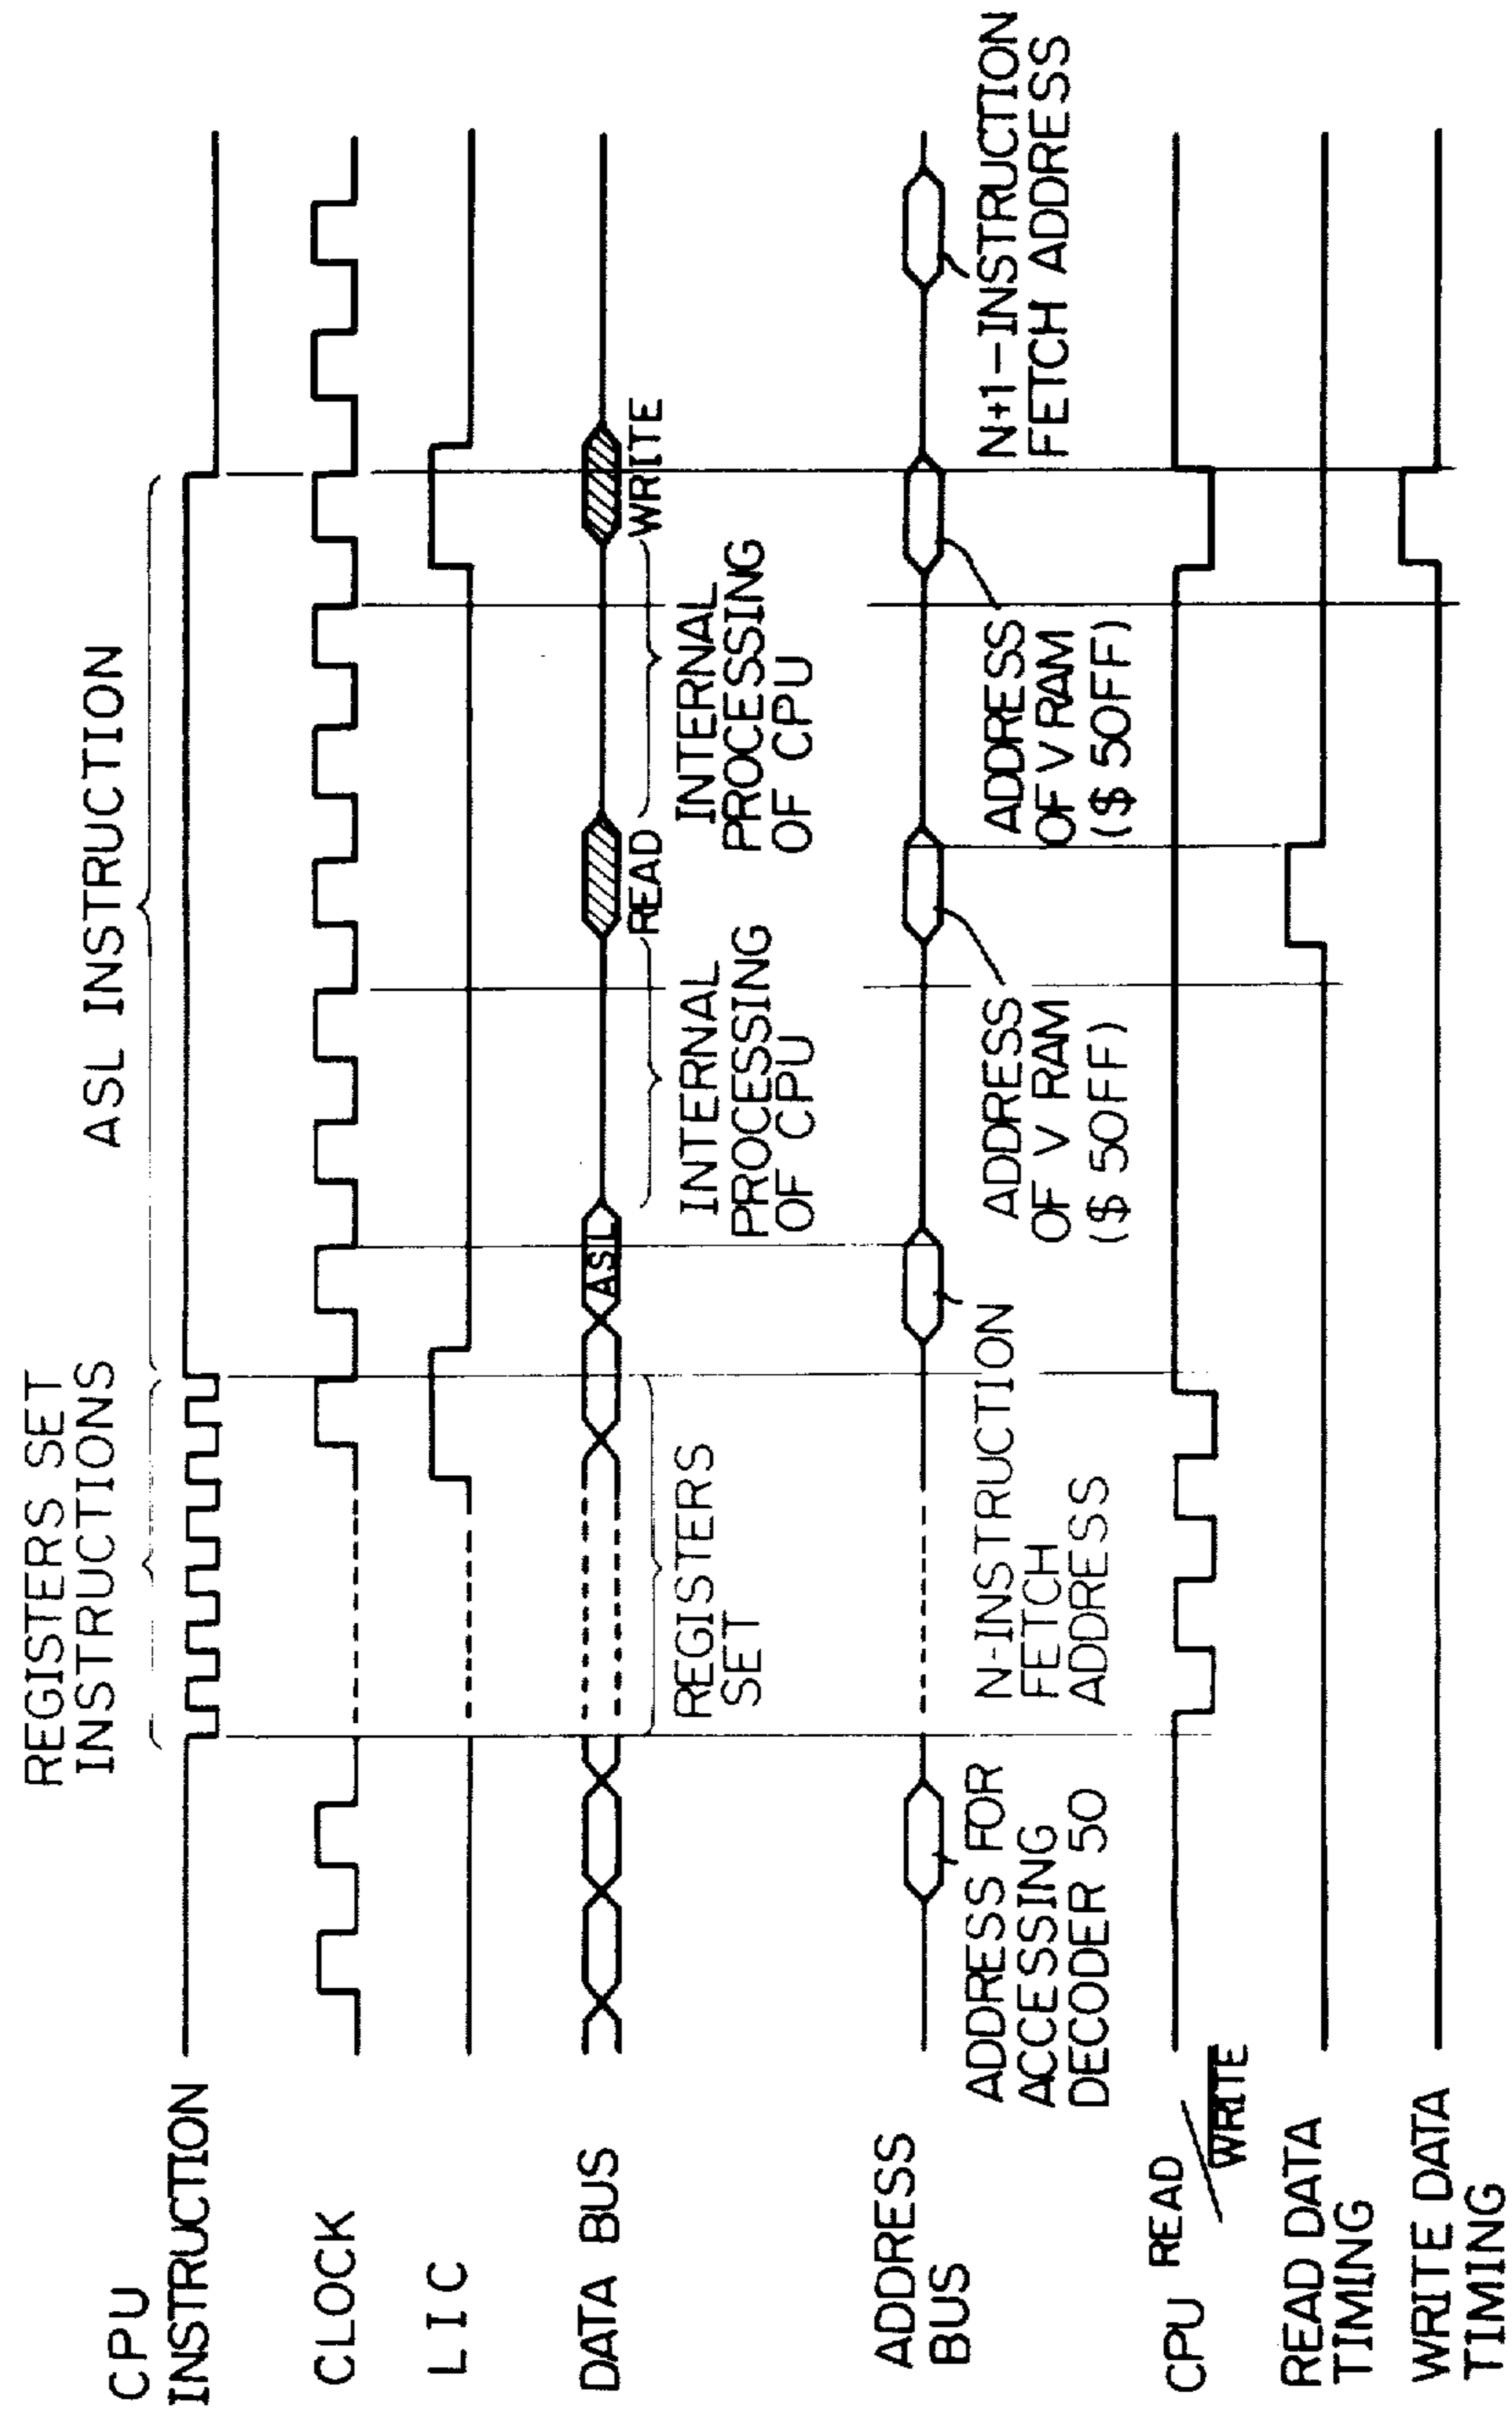 REGISTERS SET
INSTRUCTIONS
ASL INSTRUCTION
CPU
INSTRUCTION
CLOCK
LIC
DATA BUS
ASL
READ
WRITE
REGISTERS
SET
INTERNAL
PROCESSING
OF CPU
INTERNAL
PROCESSING
OF CPU
ADDRESS
BUS
ADDRESS FOR
ACCESSING
DECODER 50
N-INSTRUCTION
FETCH
ADDRESS
ADDRESS
OF V RAM
($ 50FF)
ADDRESS
OF V RAM
($ 50FF)
N+1-INSTRUCTION
FETCH ADDRESS
CPU READ
/WRITE
READ DATA
TIMING
WRITE DATA
TIMING